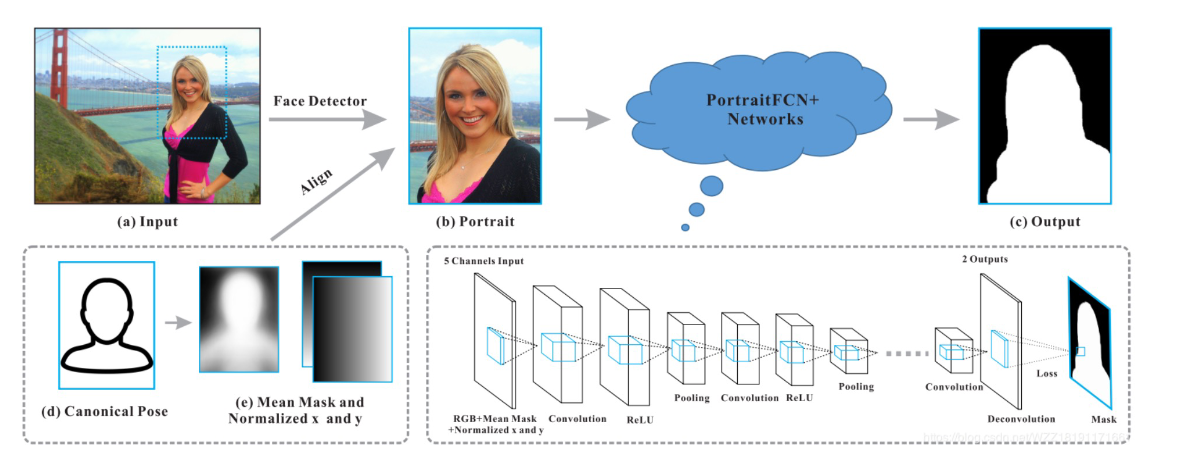 Face Detector
PortraitFCN+
Networks
Align
(a) Input
(b) Portrait
(c) Output
(d) Canonical Pose
(e) Mean Mask and
Normalized x and y
5 Channels Input
2 Outputs
RGB+Mean Mask
+Normalized x and y
Convolution
ReLU
Pooling
Convolution
ReLU
Pooling
Convolution
Deconvolution
Loss
Mask